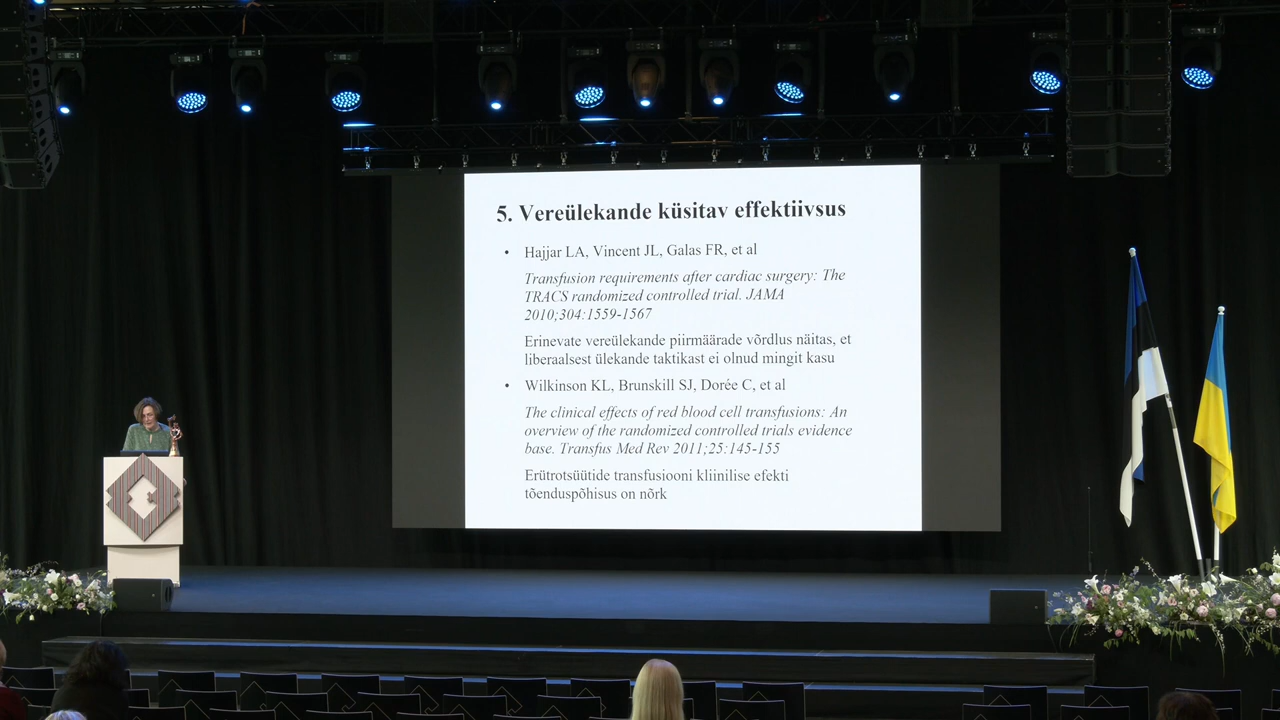 5. Vereülekande küsitav effektiivsus
• Hajjar LA, Vincent JL, Galas FR, et al
Transfusion requirements after cardiac surgery: The
TRACS randomized controlled trial. JAMA
2010;304:1559-1567
Erinevate vereülekande piirmäärade võrdlus näitas, et
liberaalsest ülekande taktikast ei olnud mingit kasu
• Wilkinson KL, Brunskill SJ, Dorée C, et al
The clinical effects of red blood cell transfusions: An
overview of the randomized controlled trials evidence
base. Transfus Med Rev 2011;25:145-155
Erütrotsüütide transfusiooni kliinilise efekti
tõenduspõhisus on nõrk